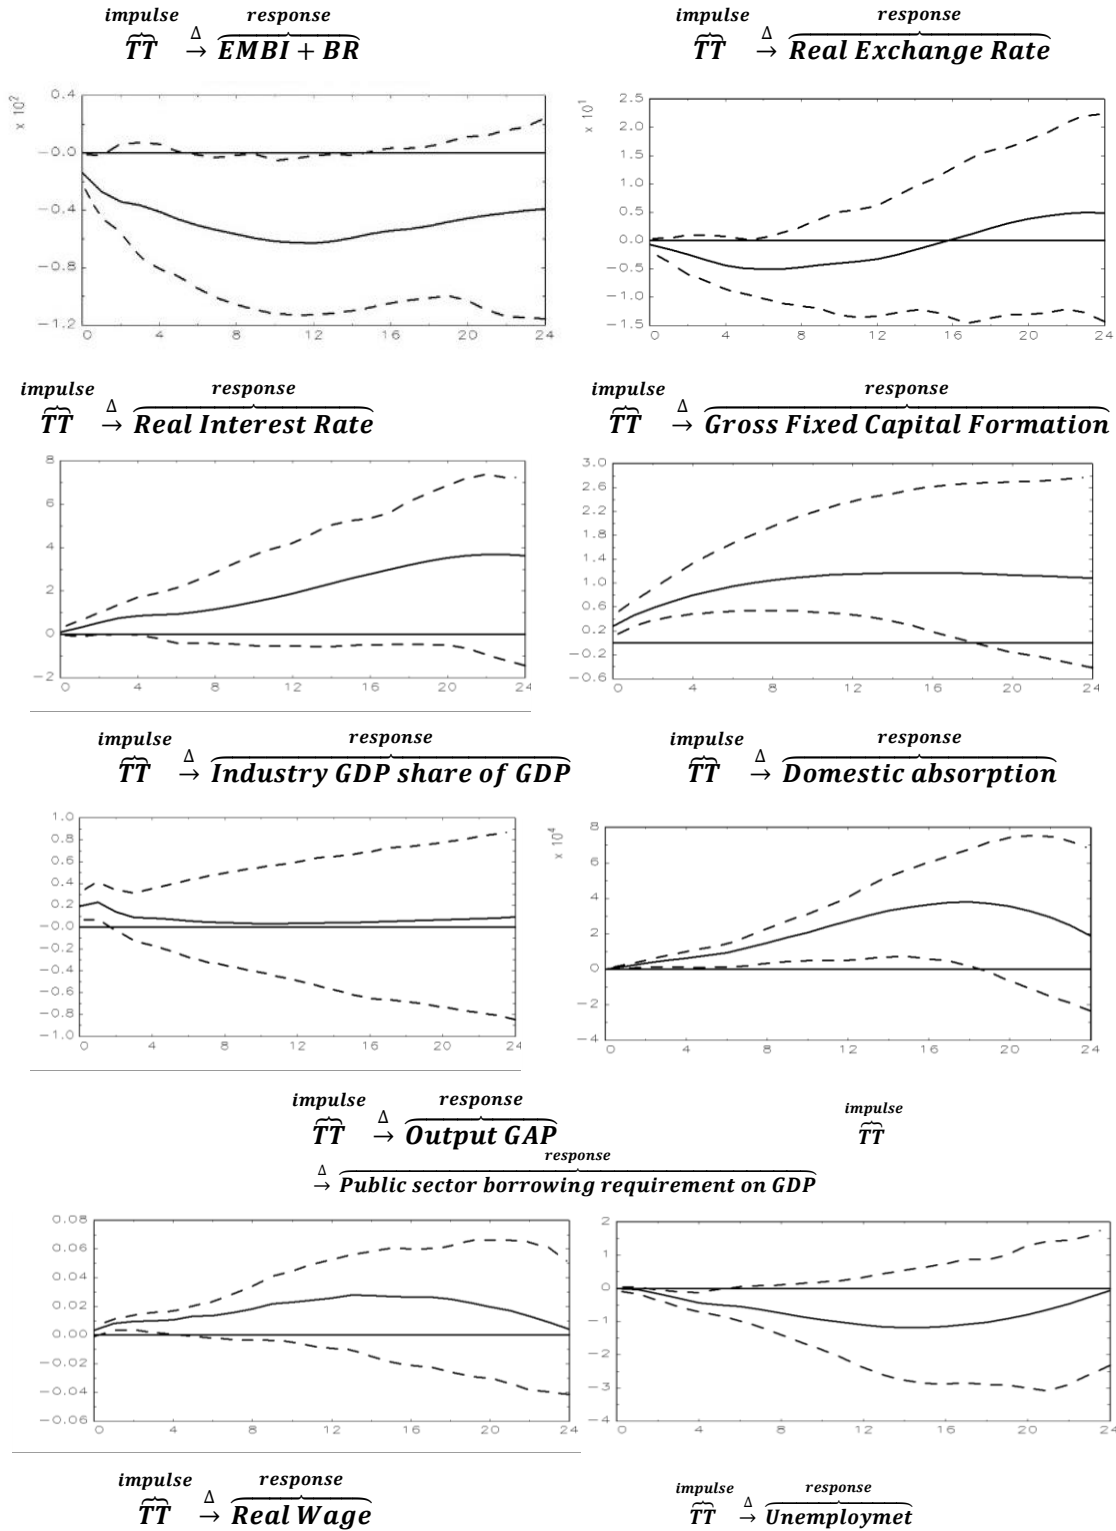 impulse response
TT Δ→ EMBI + BR
impulse response
TT Δ→ Real Exchange Rate
x 10²
0.4
-0.0
-0.4
-0.8
-1.2
0 4 8 12 16 20 24
x 10¹
2.5
1.5
1.0
0.5
0.0
-0.5
-1.0
-1.5
0 4 8 12 16 20 24
impulse response
TT Δ→ Real Interest Rate
impulse response
TT Δ→ Gross Fixed Capital Formation
8
6
4
2
0
-2
0 4 8 12 16 20 24
3.0
2.6
2.2
1.8
1.4
1.0
0.6
0.2
-0.2
-0.6
0 4 8 12 16 20 24
impulse response
TT Δ→ Industry GDP share of GDP
impulse response
TT Δ→ Domestic absorption
1.0
0.8
0.6
0.4
0.2
-0.0
-0.2
-0.4
-0.6
-0.8
-1.0
0 4 8 12 16 20 24
x 10⁴
8
6
4
2
0
-2
-4
0 4 8 12 16 20 24
impulse response
TT Δ→ Output GAP
impulse
TT
response
Δ→ Public sector borrowing requirement on GDP
0.08
0.06
0.04
0.02
0.00
-0.02
-0.04
-0.06
0 4 8 12 16 20 24
2
1
0
-1
-2
-3
-4
0 4 8 12 16 20 24
impulse response
TT Δ→ Real Wage
impulse response
TT Δ→ Unemploymet